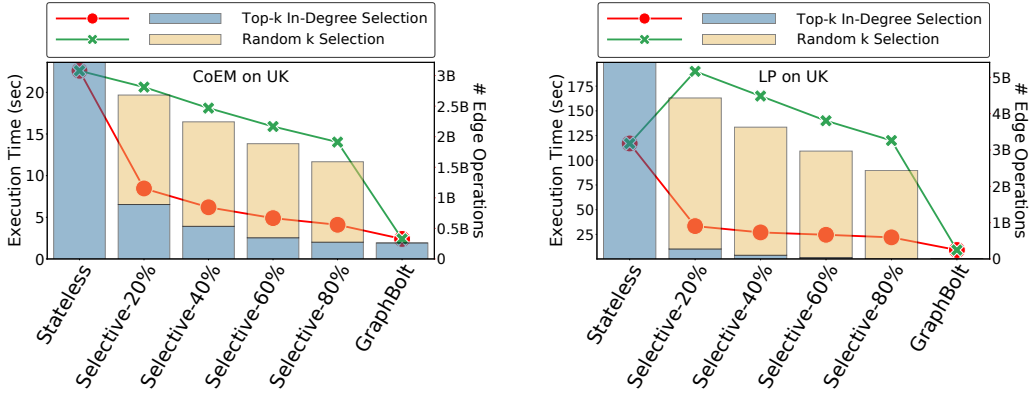 Top-k In-Degree Selection
Random k Selection
CoEM on UK
Execution Time (sec)
20
15
10
5
0
3B
2.5B
2B
1.5B
1B
0.5B
0
# Edge Operations
Stateless
Selective-20%
Selective-40%
Selective-60%
Selective-80%
GraphBolt
Top-k In-Degree Selection
Random k Selection
LP on UK
Execution Time (sec)
175
150
125
100
75
50
25
5B
4B
3B
2B
1B
0
# Edge Operations
Stateless
Selective-20%
Selective-40%
Selective-60%
Selective-80%
GraphBolt